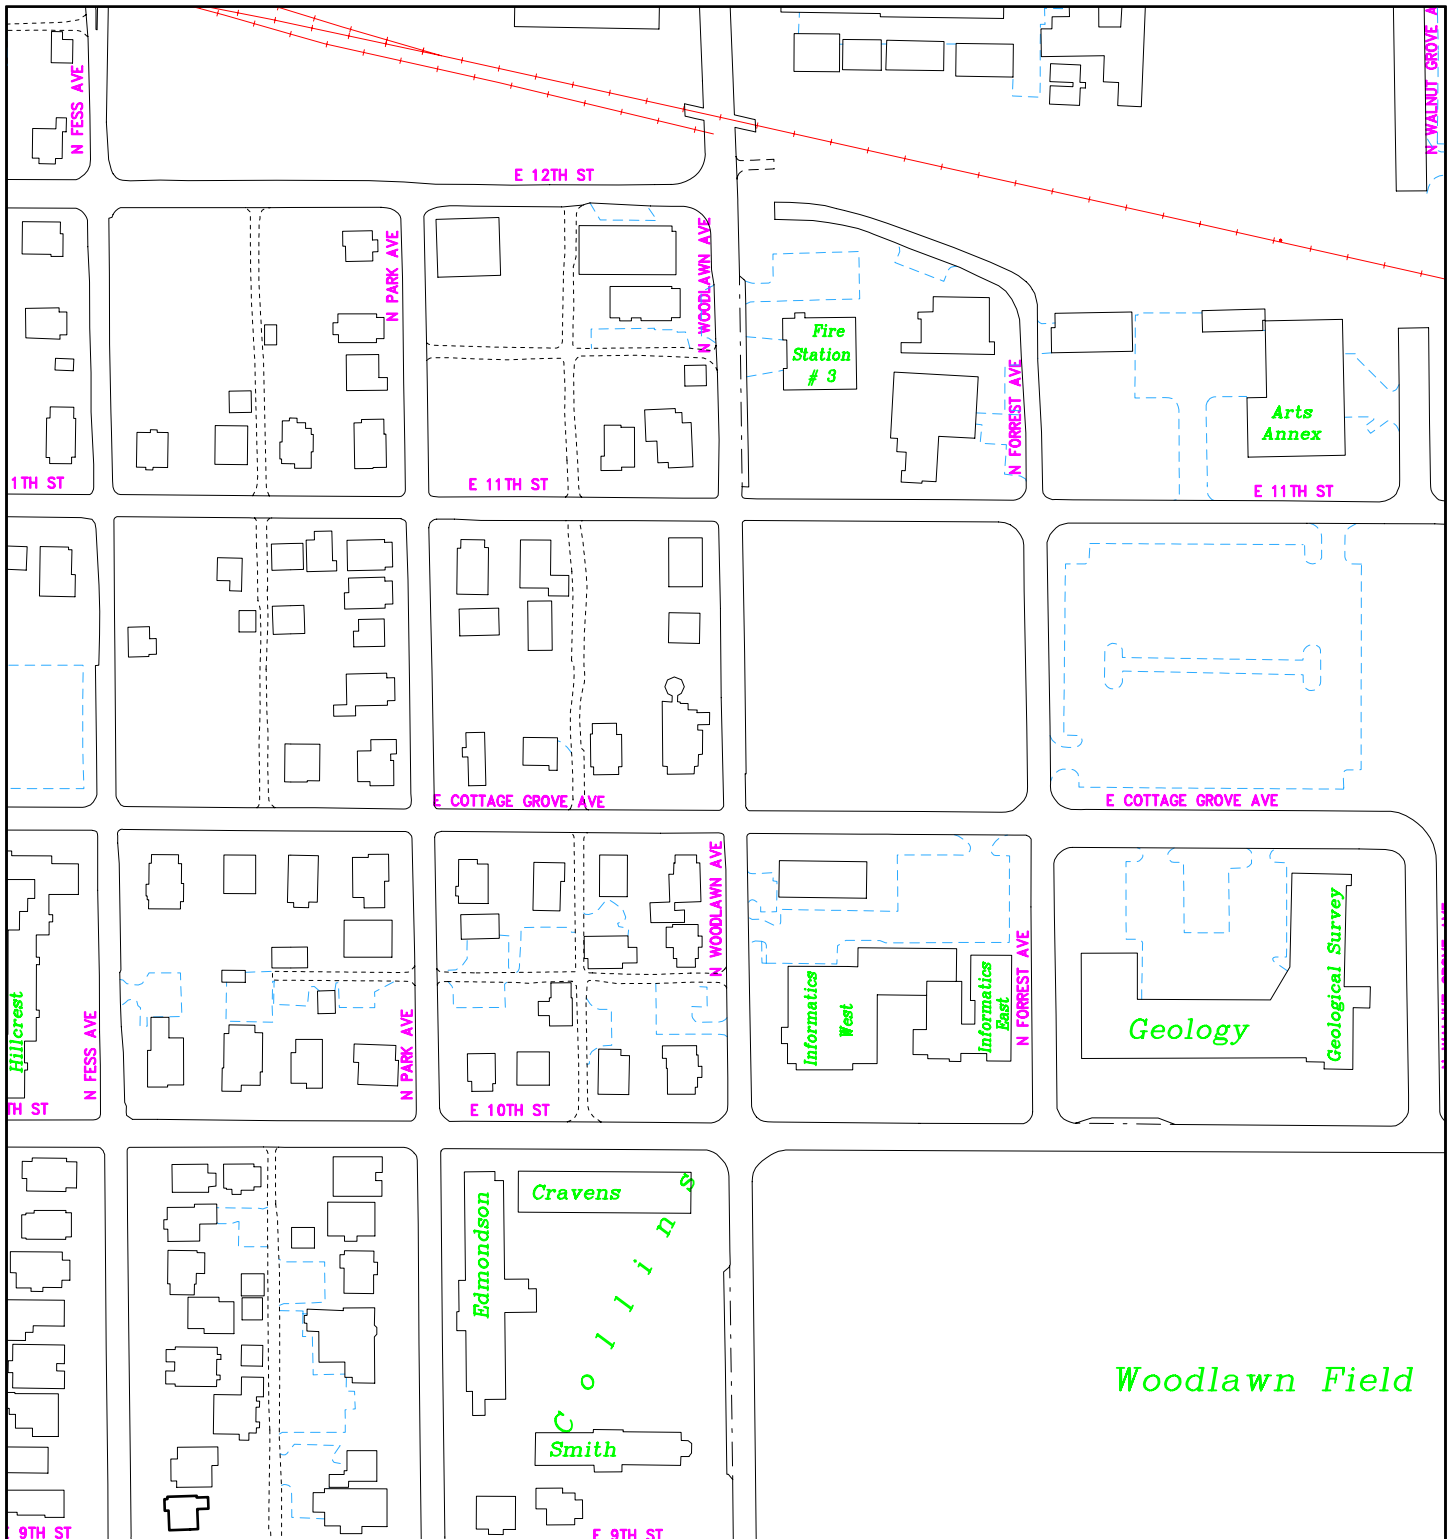 N FESS AVE
N WALNUT GROVE A
E 12TH ST
N PARK AVE
N WOODLAWN AVE
Fire
Station
# 3
N FORREST AVE
Arts
Annex
1TH ST
E 11TH ST
E 11TH ST
E COTTAGE GROVE AVE
E COTTAGE GROVE AVE
N WOODLAWN AVE
Geological Survey
N FORREST AVE
Informatics
West
Informatics
East
Hillcrest
Geology
N FESS AVE
N PARK AVE
TH ST
E 10TH ST
Cravens
Edmondson
Collins
Woodlawn Field
Smith
9TH ST
E 9TH ST